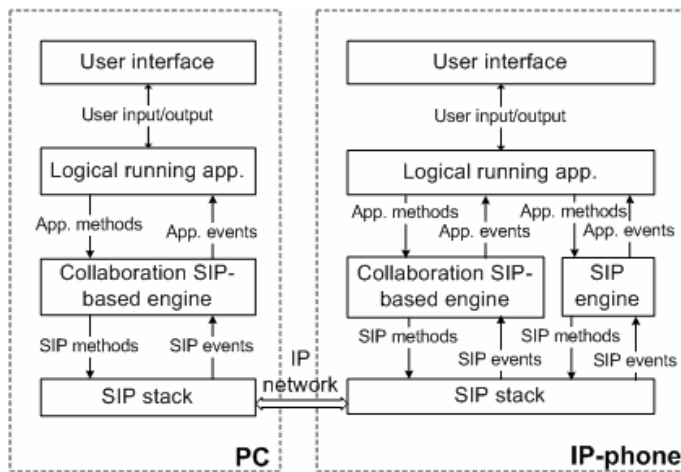 User interface
User input/output
Logical running app.
App. methods
App. events
Collaboration SIP-
based engine
SIP methods
SIP events
SIP stack
PC
IP
network
User interface
User input/output
Logical running app.
App. methods
App. events
App. methods
App. events
Collaboration SIP-
based engine
SIP
engine
SIP methods
SIP events
SIP methods
SIP events
SIP stack
IP-phone